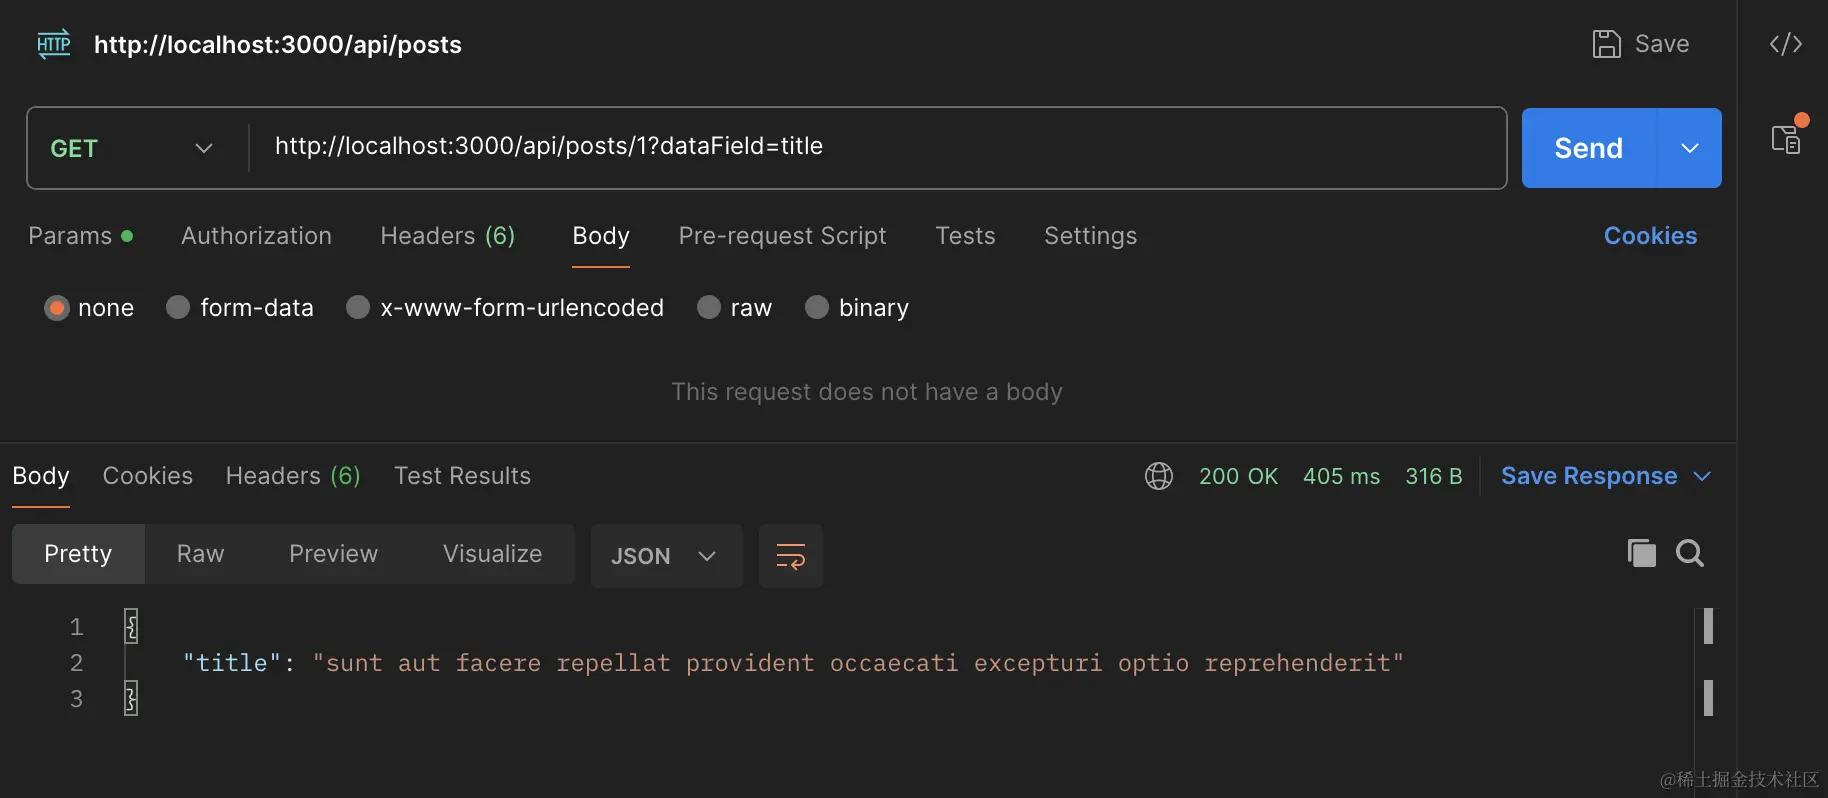 HTTP http://localhost:3000/api/posts Save
GET http://localhost:3000/api/posts/1?dataField=title Send
Params Authorization Headers (6) Body Pre-request Script Tests Settings Cookies
none form-data x-www-form-urlencoded raw binary
This request does not have a body
Body Cookies Headers (6) Test Results 200 OK 405 ms 316 B Save Response
Pretty Raw Preview Visualize JSON
1 {
2 "title": "sunt aut facere repellat provident occaecati excepturi optio reprehenderit"
3 }
@稀土掘金技术社区